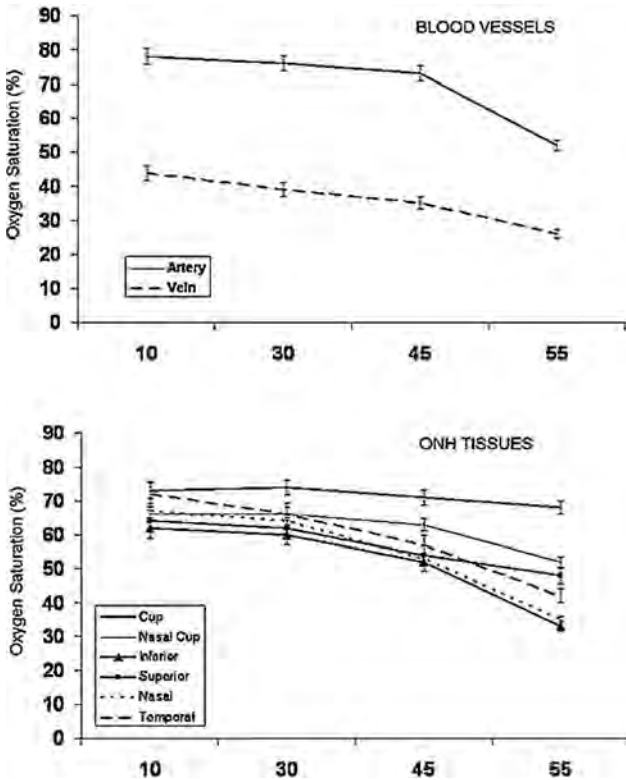 BLOOD VESSELS
Oxygen Saturation (%)
90
80
70
60
50
40
30
20
10
0
Artery
Vein
10 30 45 55
ONH TISSUES
Oxygen Saturation (%)
90
80
70
60
50
40
30
20
10
0
Cup
Nasal Cup
Inferior
Superior
Nasal
Temporal
10 30 45 55